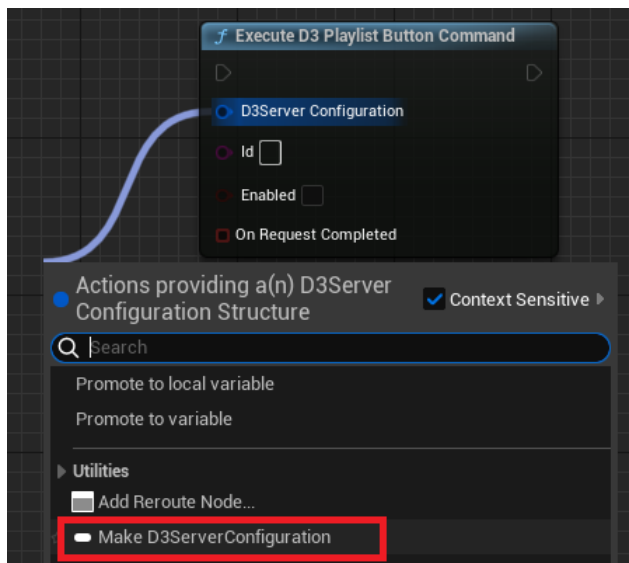 Execute D3 Playlist Button Command
D3Server Configuration
Id
Enabled
On Request Completed
Actions providing a(n) D3Server
Configuration Structure
Context Sensitive
Search
Promote to local variable
Promote to variable
Utilities
Add Reroute Node...
Make D3ServerConfiguration